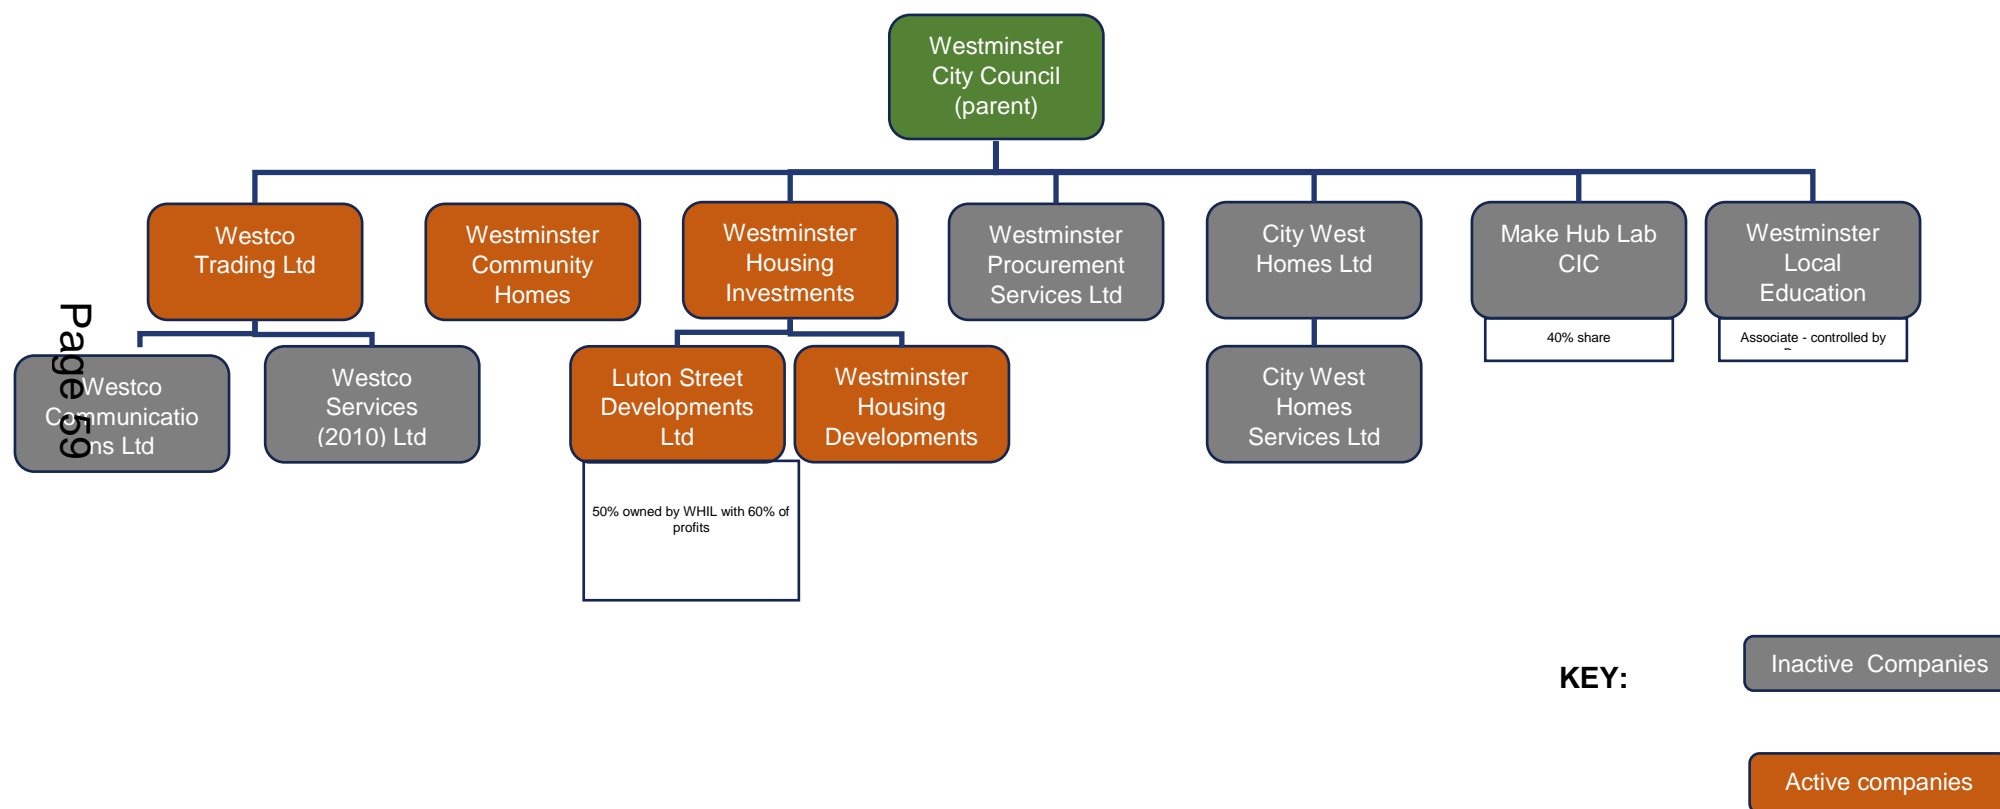 Westminster
City Council
(parent)
Westco
Trading Ltd
Westminster
Community
Homes
Westminster
Housing
Investments
Westminster
Procurement
Services Ltd
City West
Homes Ltd
Make Hub Lab
CIC
Westminster
Local
Education
40% share
Associate - controlled by
Page 59
Westco
Communicatio
ns Ltd
Westco
Services
(2010) Ltd
Luton Street
Developments
Ltd
Westminster
Housing
Developments
City West
Homes
Services Ltd
50% owned by WHIL with 60% of
profits
KEY:
Inactive Companies
Active companies